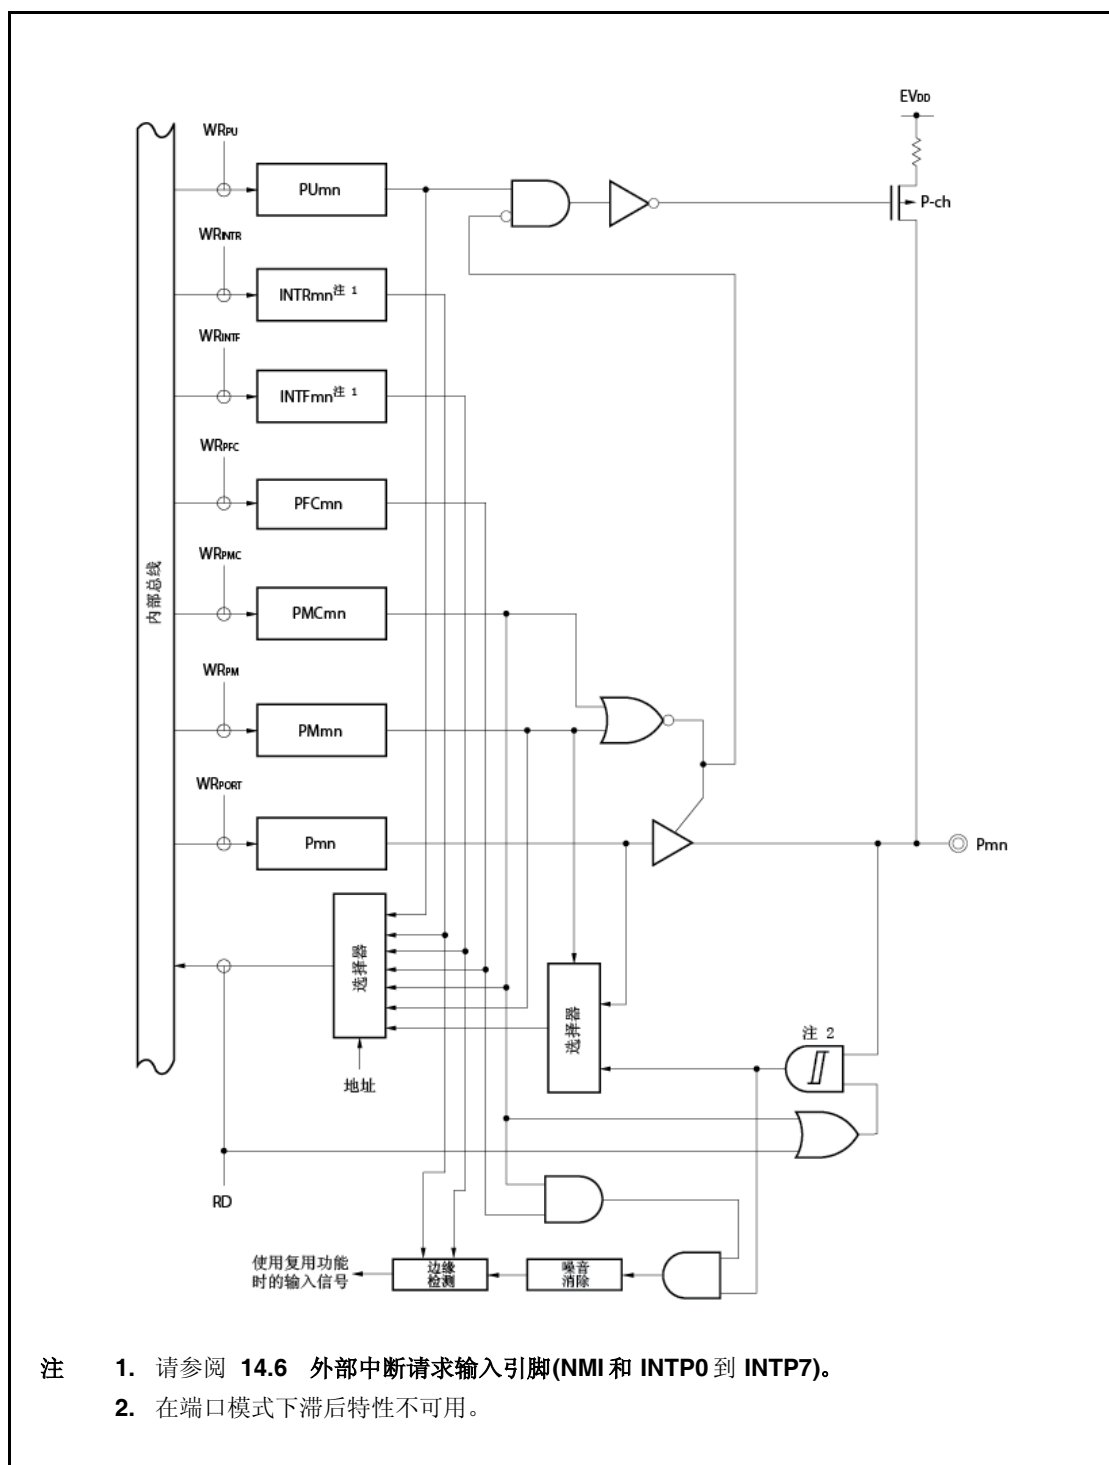 EVDD
WRPU
PUmn
P-ch
WRINTR
INTRmn注 1
WRINTF
INTFmn注 1
WRPFC
PFCmn
WRPMC
内部总线
PMCmn
WRPM
PMmn
WRPORT
Pmn
Pmn
选择器
选择器
注 2
地址
RD
使用复用功能
时的输入信号
边缘
检测
噪音
消除
注 1. 请参阅 14.6 外部中断请求输入引脚(NMI 和 INTP0 到 INTP7)。
2. 在端口模式下滞后特性不可用。